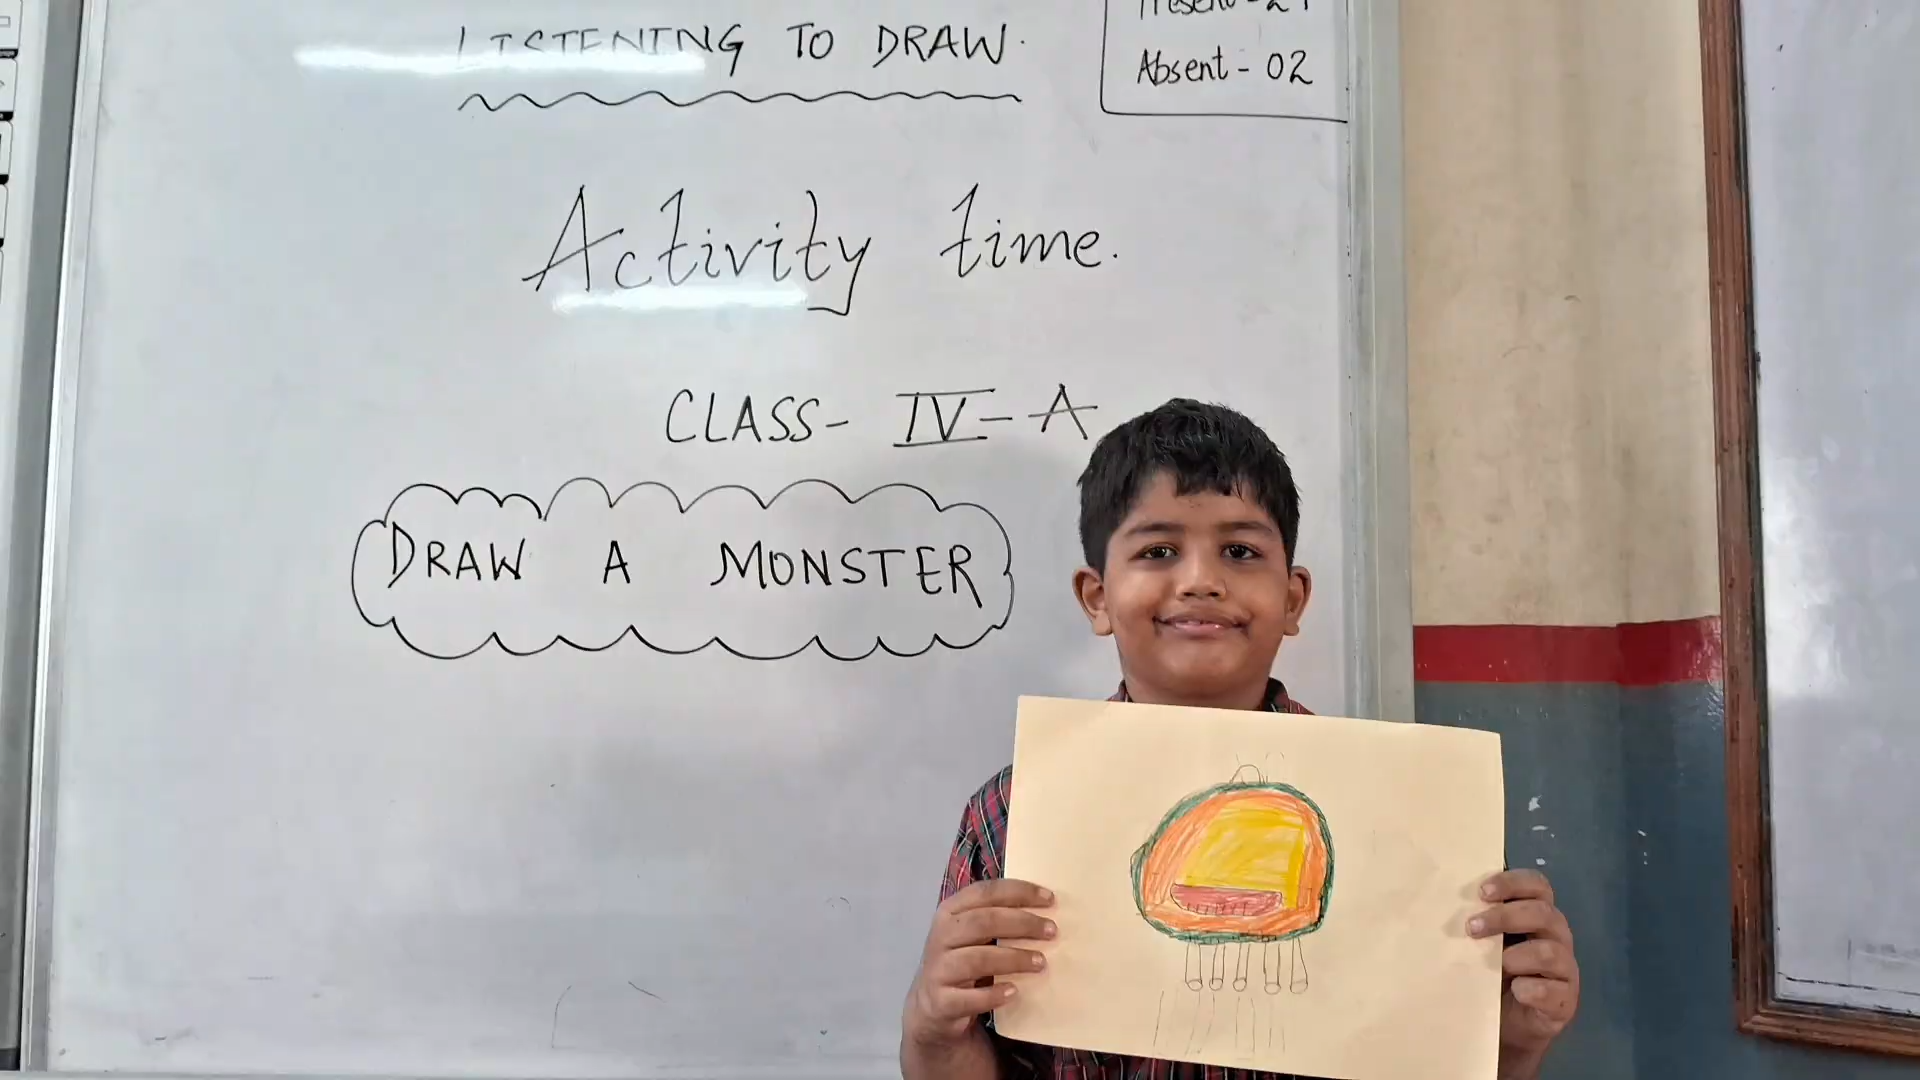 LISTENING TO DRAW.
Absent - 02
Activity time.
CLASS- IV-A
DRAW A MONSTER